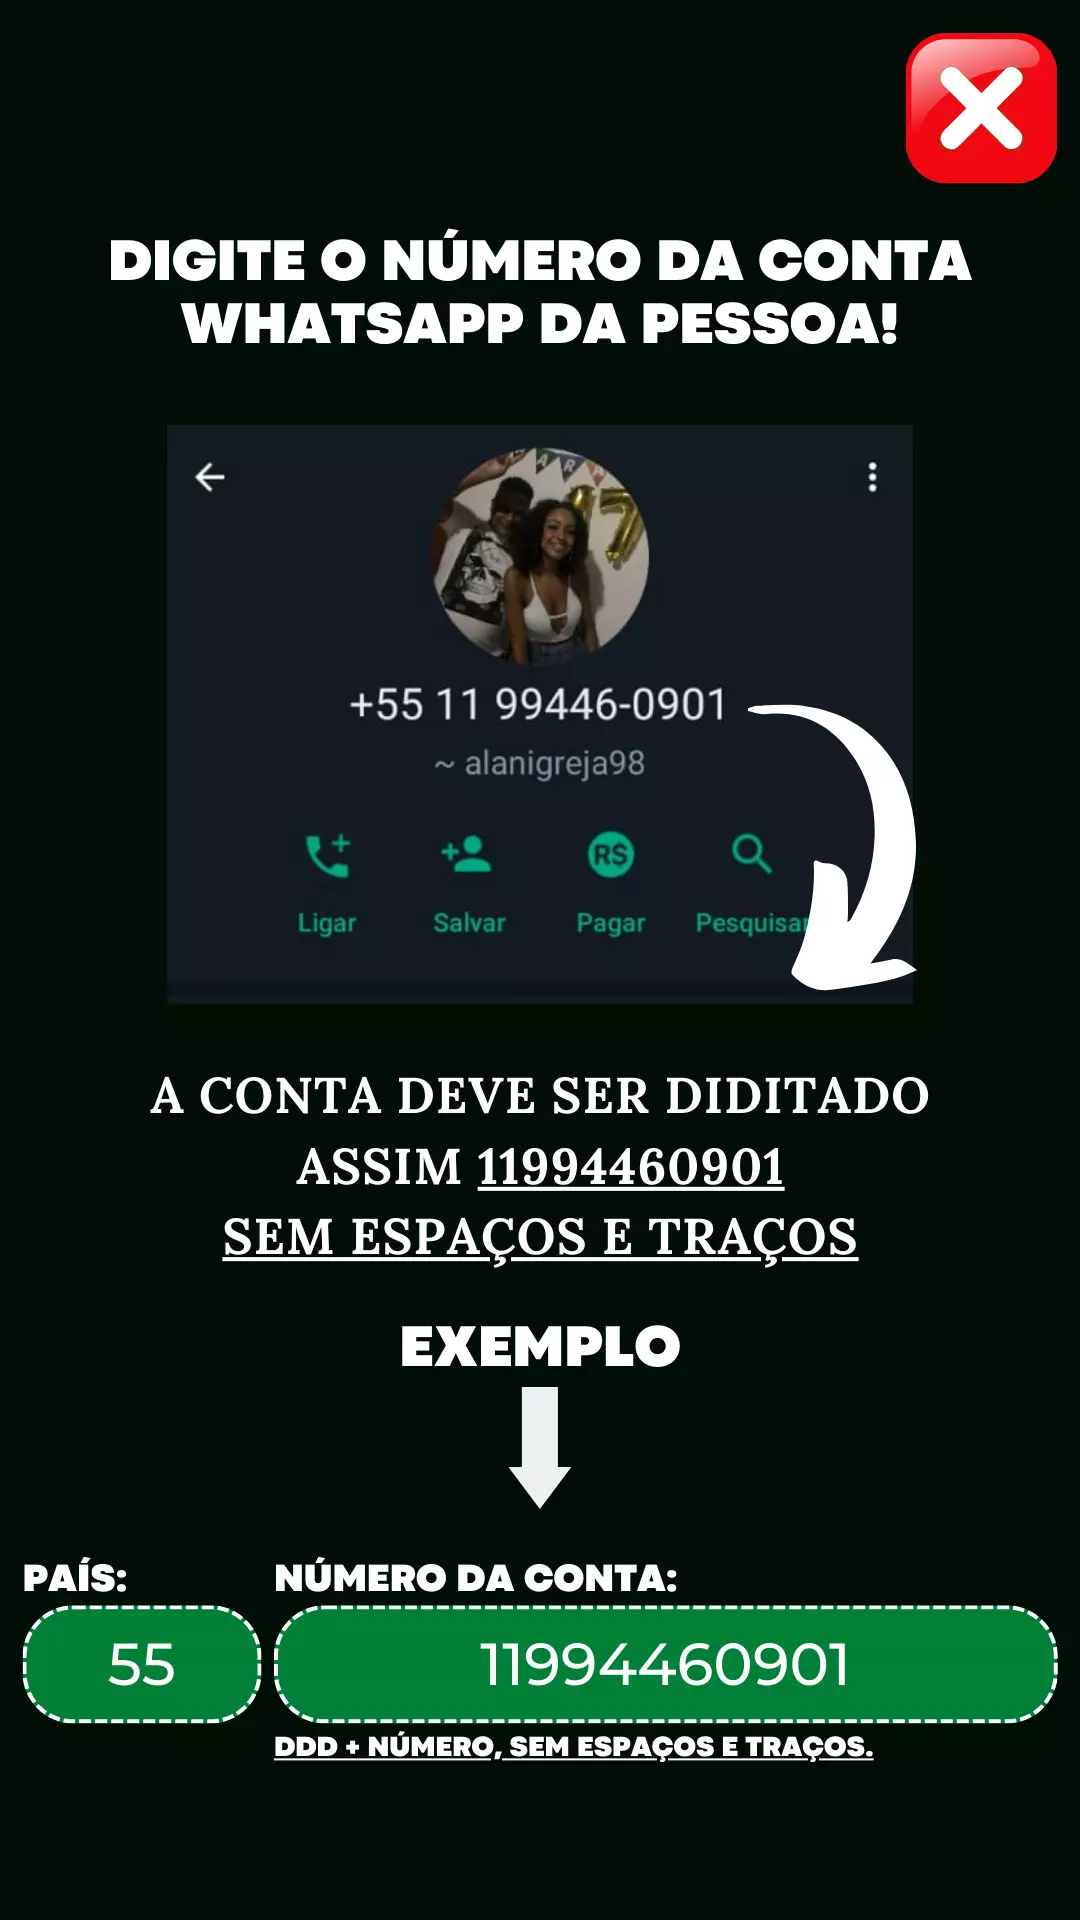 DIGITE O NÚMERO DA CONTA
WHATSAPP DA PESSOA!
+55 11 99446-0901
~ alanigreja98
R$
Ligar
Salvar
Pagar
Pesquisar
A CONTA DEVE SER DIDITADO
ASSIM 11994460901
SEM ESPAÇOS E TRAÇOS
EXEMPLO
PAÍS:
NÚMERO DA CONTA:
55
11994460901
DDD + NÚMERO, SEM ESPAÇOS E TRAÇOS.